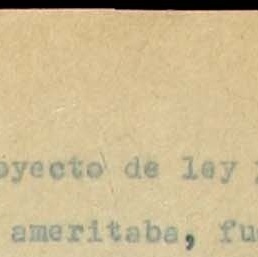 oyecto de ley
ameritaba, fu